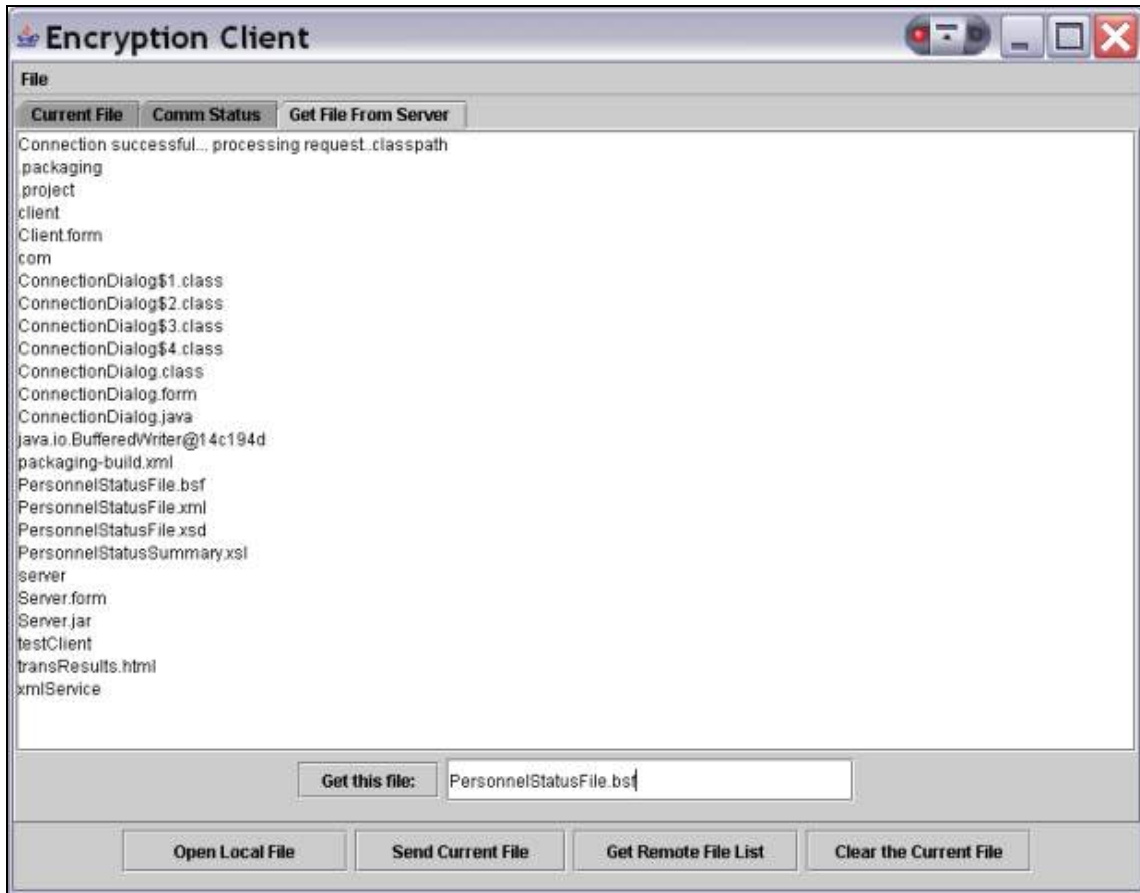 Encryption Client
File
Current File Comm Status Get File From Server
Connection successful... processing request..classpath
.packaging
.project
client
Client.form
com
ConnectionDialog$1.class
ConnectionDialog$2.class
ConnectionDialog$3.class
ConnectionDialog$4.class
ConnectionDialog.class
ConnectionDialog.form
ConnectionDialog.java
java.io.BufferedWriter@14c194d
packaging-build.xml
PersonnelStatusFile.bsf
PersonnelStatusFile.xml
PersonnelStatusFile.xsd
PersonnelStatusSummary.xsl
server
Server.form
Server.jar
testClient
transResults.html
xmlService
Get this file: PersonnelStatusFile.bsf
Open Local File Send Current File Get Remote File List Clear the Current File